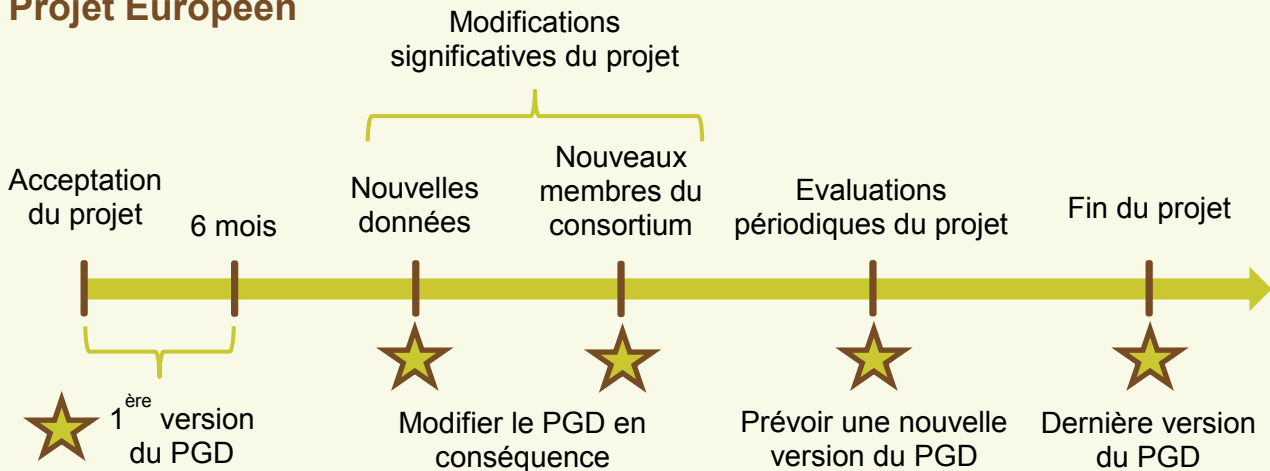 Projet Européen
Modifications
significatives du projet
Acceptation
du projet
6 mois
Nouvelles
données
Nouveaux
membres du
consortium
Evaluations
périodiques du projet
Fin du projet
1ère version
du PGD
Modifier le PGD en
conséquence
Prévoir une nouvelle
version du PGD
Dernière version
du PGD